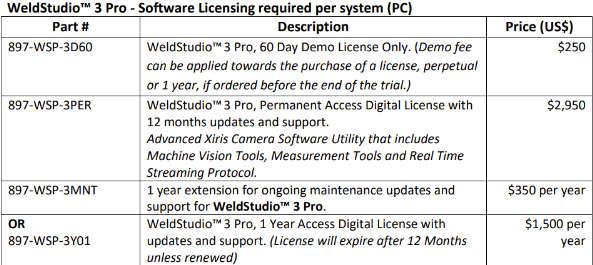 WeldStudio™ 3 Pro - Software Licensing required per system (PC)
Part # Description Price (US$)
897-WSP-3D60 WeldStudio™ 3 Pro, 60 Day Demo License Only. (Demo fee $250
can be applied towards the purchase of a license, perpetual
or 1 year, if ordered before the end of the trial.)
897-WSP-3PER WeldStudio™ 3 Pro, Permanent Access Digital License with $2,950
12 months updates and support.
Advanced Xiris Camera Software Utility that includes
Machine Vision Tools, Measurement Tools and Real Time
Streaming Protocol.
897-WSP-3MNT 1 year extension for ongoing maintenance updates and $350 per year
support for WeldStudio™ 3 Pro.
OR WeldStudio™ 3 Pro, 1 Year Access Digital License with $1,500 per
897-WSP-3Y01 updates and support. (License will expire after 12 Months year
unless renewed)